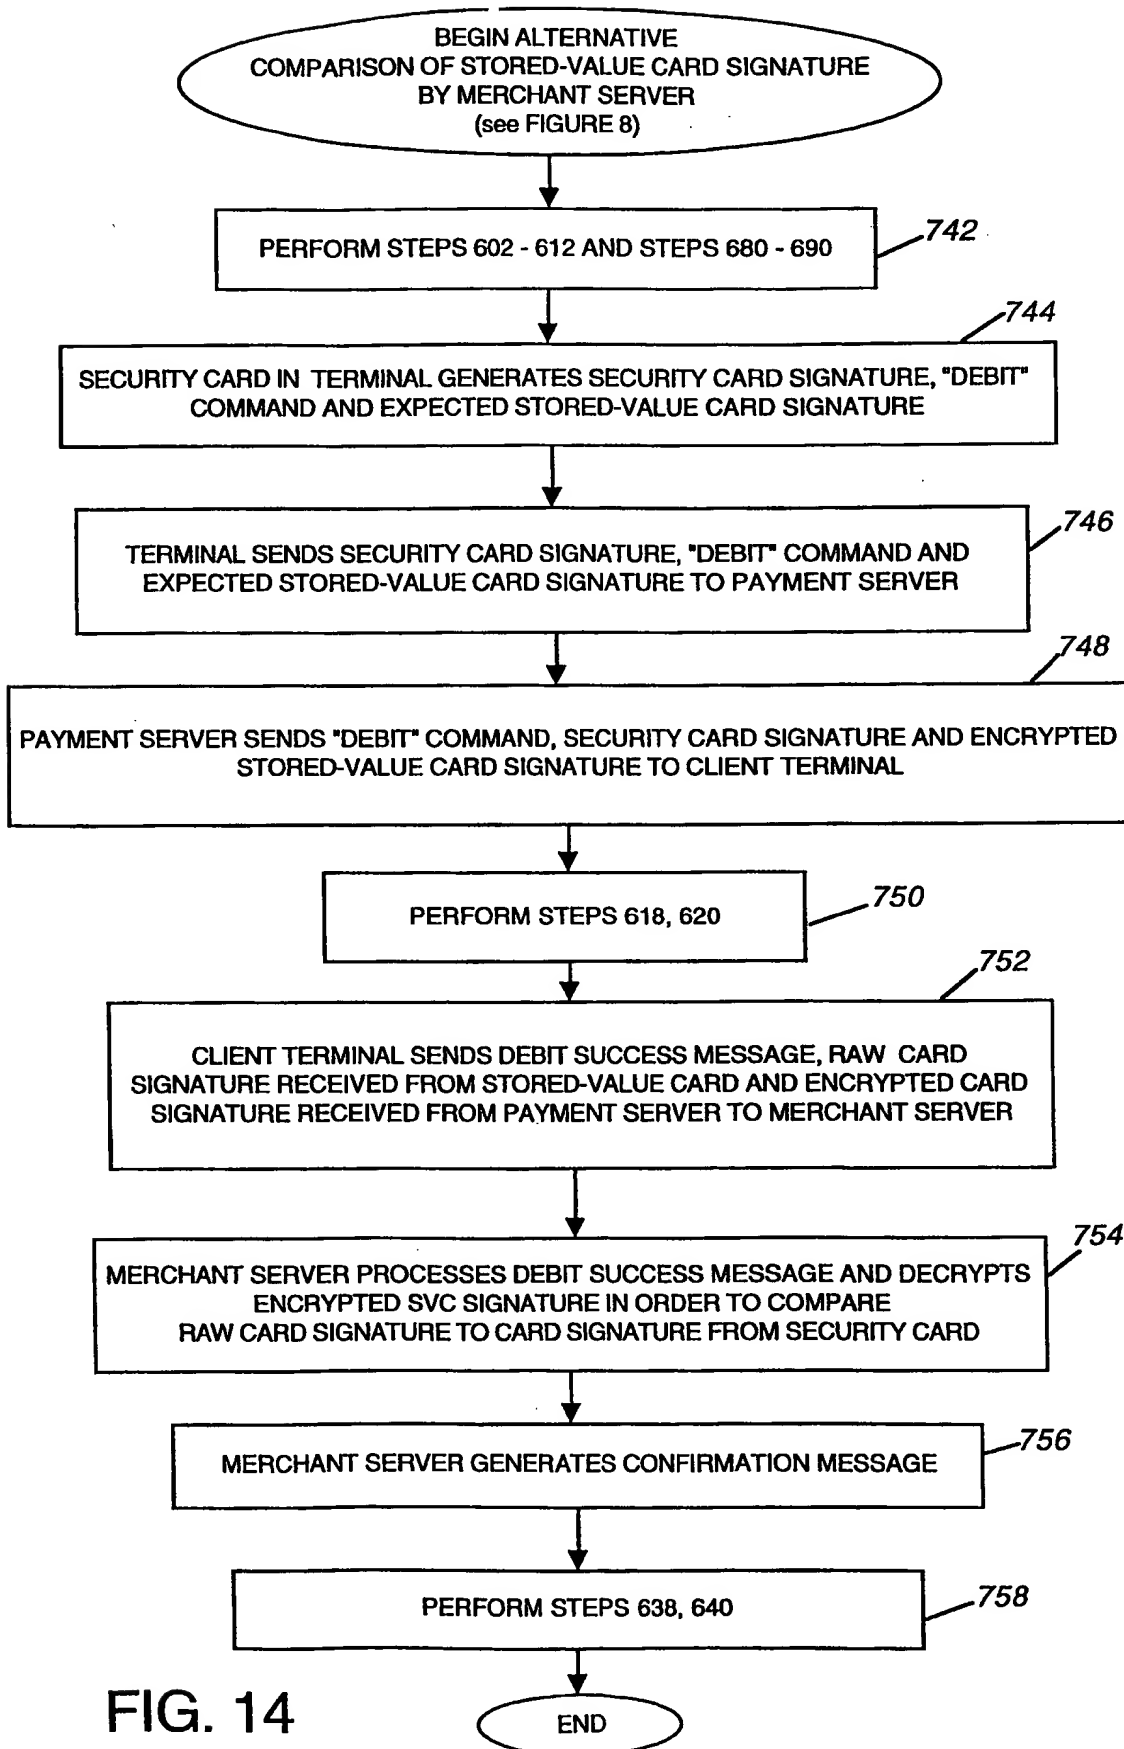 BEGIN ALTERNATIVE
COMPARISON OF STORED-VALUE CARD SIGNATURE
BY MERCHANT SERVER
(see FIGURE 8)
PERFORM STEPS 602 - 612 AND STEPS 680 - 690
742
744
SECURITY CARD IN TERMINAL GENERATES SECURITY CARD SIGNATURE, "DEBIT"
COMMAND AND EXPECTED STORED-VALUE CARD SIGNATURE
746
TERMINAL SENDS SECURITY CARD SIGNATURE, "DEBIT" COMMAND AND
EXPECTED STORED-VALUE CARD SIGNATURE TO PAYMENT SERVER
748
PAYMENT SERVER SENDS "DEBIT" COMMAND, SECURITY CARD SIGNATURE AND ENCRYPTED
STORED-VALUE CARD SIGNATURE TO CLIENT TERMINAL
PERFORM STEPS 618, 620
750
752
CLIENT TERMINAL SENDS DEBIT SUCCESS MESSAGE, RAW CARD
SIGNATURE RECEIVED FROM STORED-VALUE CARD AND ENCRYPTED CARD
SIGNATURE RECEIVED FROM PAYMENT SERVER TO MERCHANT SERVER
754
MERCHANT SERVER PROCESSES DEBIT SUCCESS MESSAGE AND DECRYPTS
ENCRYPTED SVC SIGNATURE IN ORDER TO COMPARE
RAW CARD SIGNATURE TO CARD SIGNATURE FROM SECURITY CARD
756
MERCHANT SERVER GENERATES CONFIRMATION MESSAGE
PERFORM STEPS 638, 640
758
FIG. 14
END